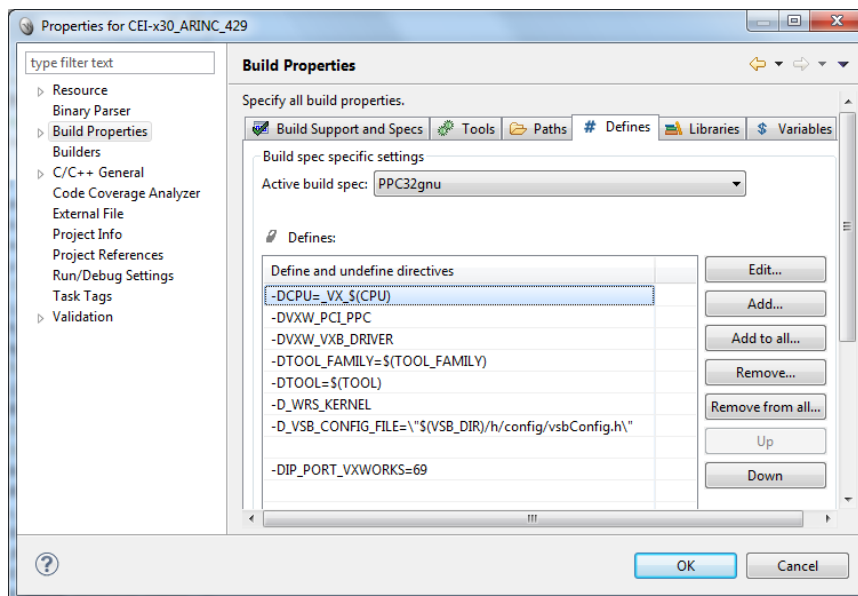 Properties for CEI-x30_ARINC_429
type filter text
Resource
Binary Parser
Build Properties
Builders
C/C++ General
Code Coverage Analyzer
External File
Project Info
Project References
Run/Debug Settings
Task Tags
Validation
Build Properties
Specify all build properties.
Build Support and Specs Tools Paths # Defines Libraries $ Variables
Build spec specific settings
Active build spec: PPC32gnu
Defines:
Define and undefine directives
-DCPU=_VX_$(CPU)
-DVXW_PCI_PPC
-DVXW_VXB_DRIVER
-DTOOL_FAMILY=$(TOOL_FAMILY)
-DTOOL=$(TOOL)
-D_WRS_KERNEL
-D_VSB_CONFIG_FILE=\"$(VSB_DIR)/h/config/vsbConfig.h\"
-DIP_PORT_VXWORKS=69
Edit...
Add...
Add to all...
Remove...
Remove from all...
Up
Down
?
OK Cancel